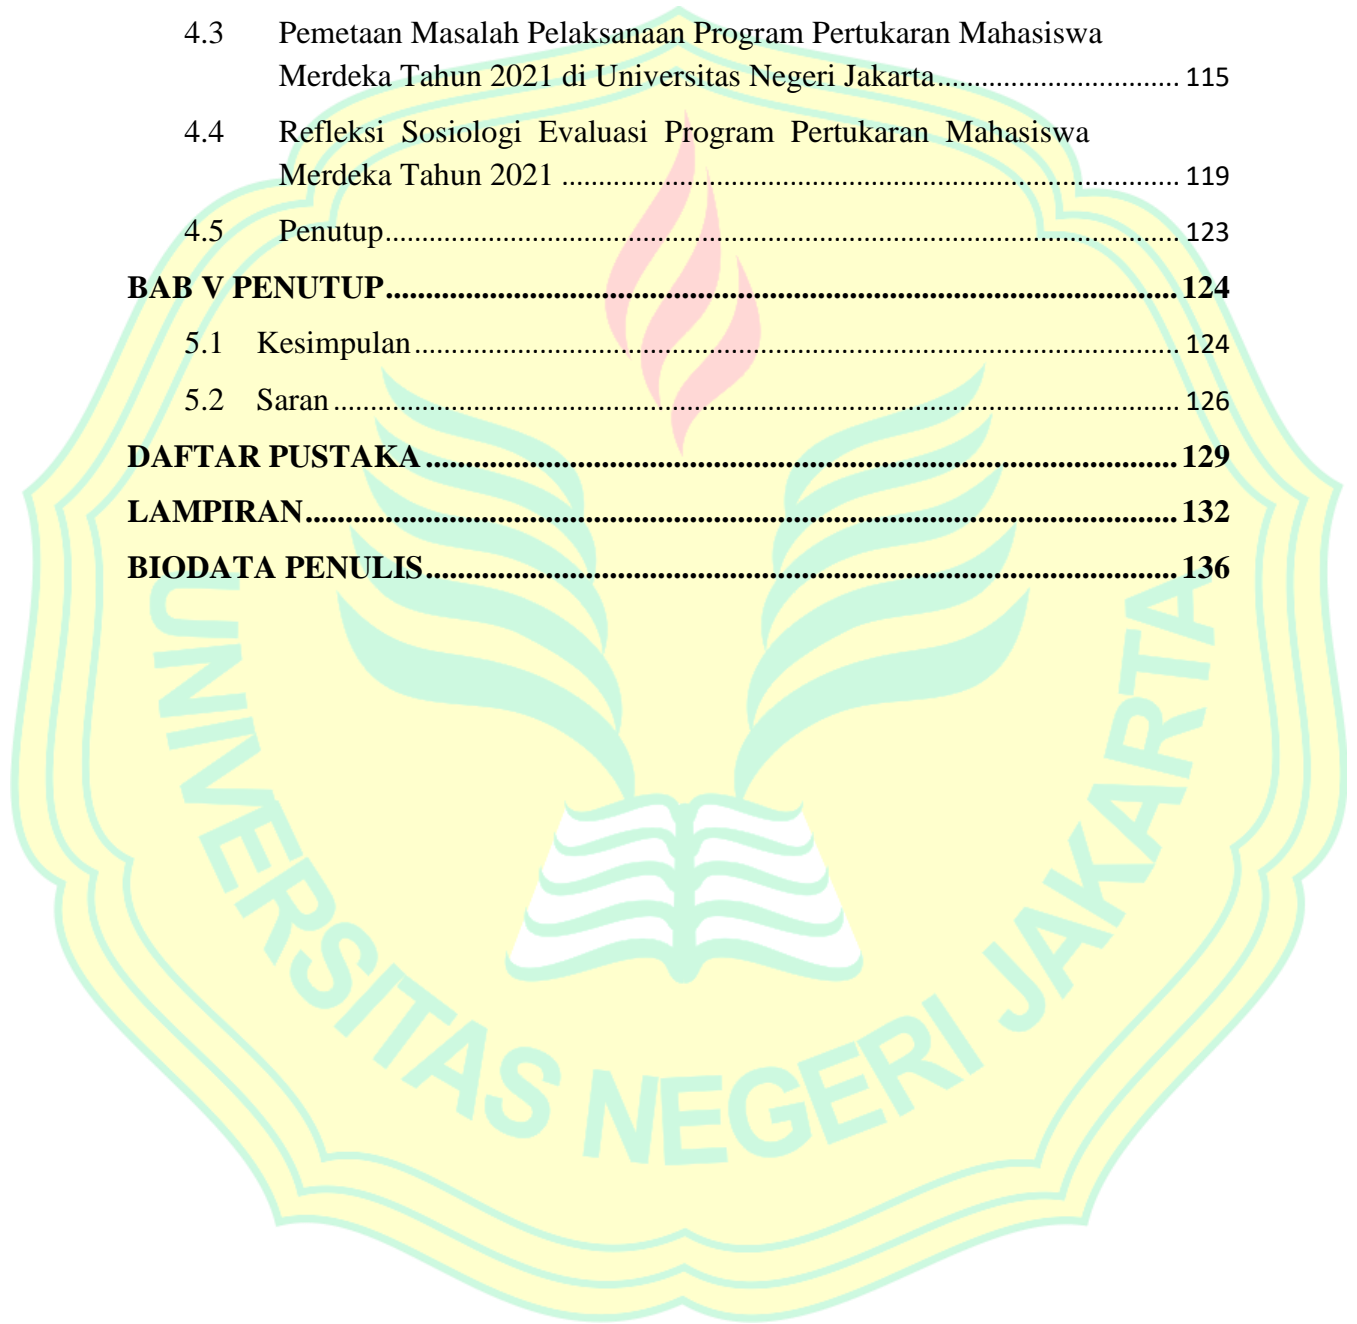 4.3 Pemetaan Masalah Pelaksanaan Program Pertukaran Mahasiswa
Merdeka Tahun 2021 di Universitas Negeri Jakarta.............................. 115
4.4 Refleksi Sosiologi Evaluasi Program Pertukaran Mahasiswa
Merdeka Tahun 2021 ............................................................................ 119
4.5 Penutup.................................................................................................. 123
BAB V PENUTUP................................................................................................. 124
5.1 Kesimpulan.............................................................................................. 124
5.2 Saran ........................................................................................................ 126
DAFTAR PUSTAKA ............................................................................................ 129
LAMPIRAN........................................................................................................... 132
BIODATA PENULIS............................................................................................ 136
UNIVERSITAS NEGERI JAKARTA